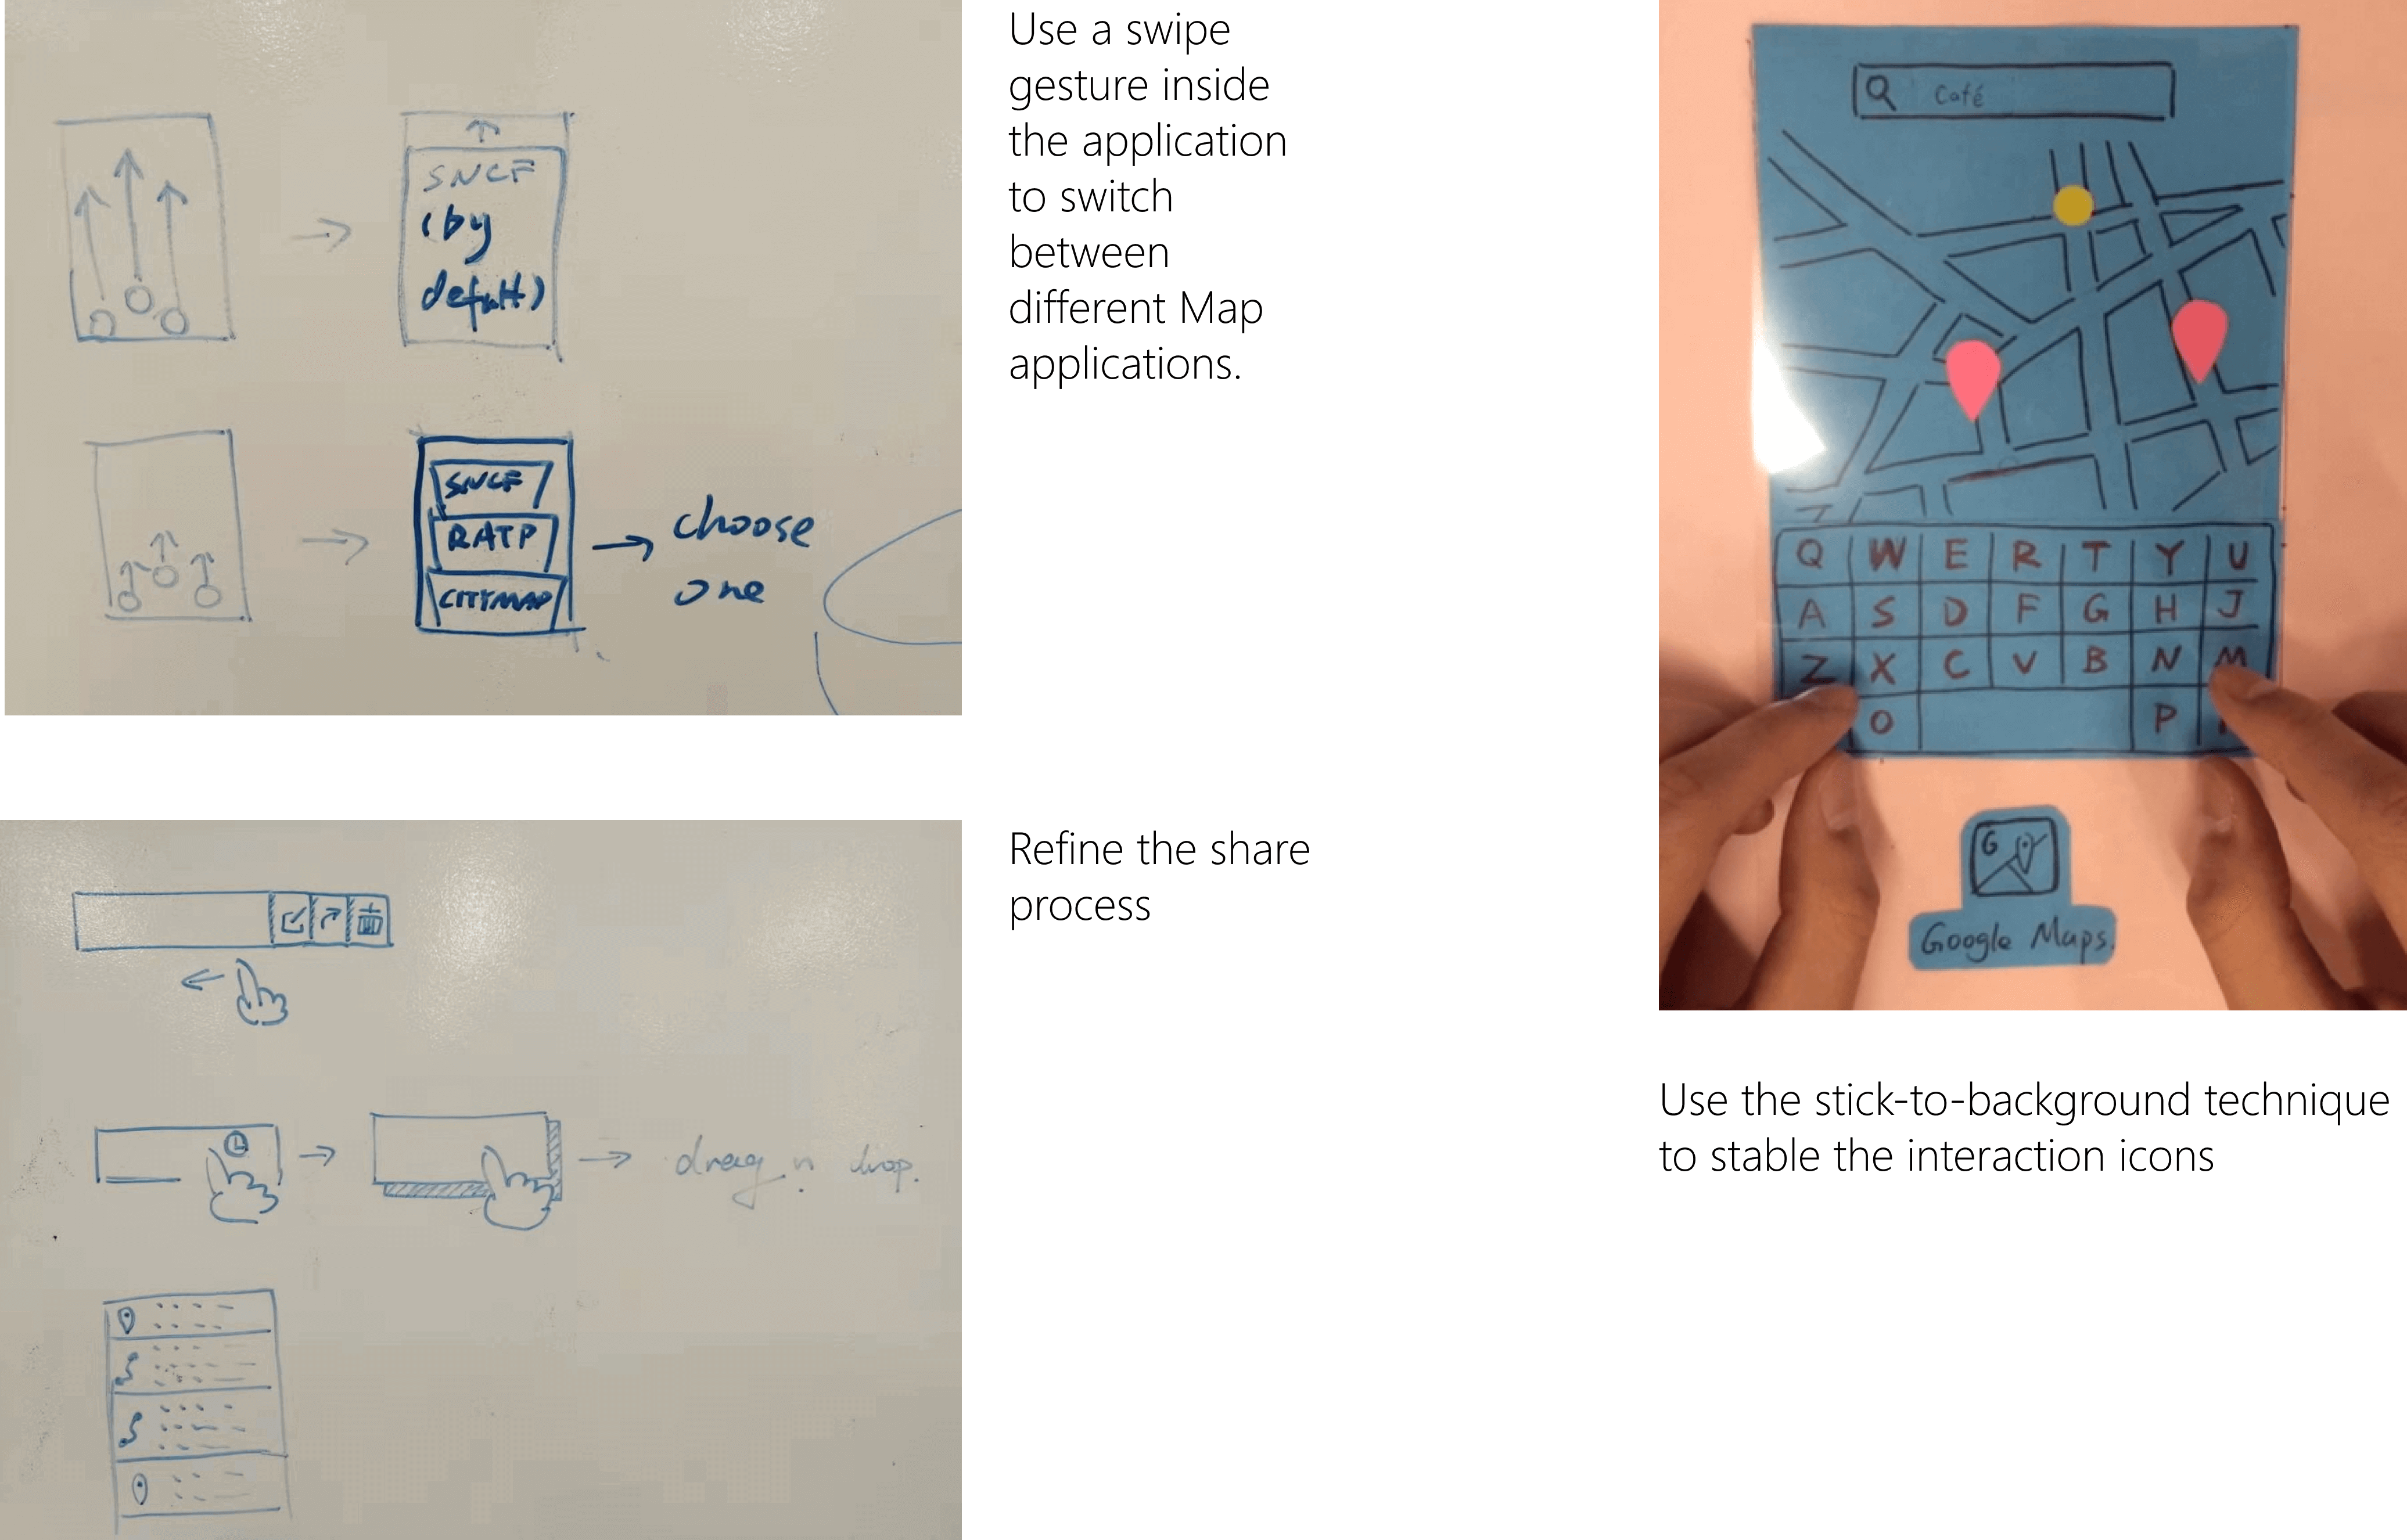 SNCF
(by
default)
SNCF
RATP
CITYMAP
choose
one
Use a swipe
gesture inside
the application
to switch
between
different Map
applications.
drag n drop.
Refine the share
process
Café
Q W E R T Y U
A S D F G H J
Z X C V B N M
O P
G
Google Maps.
Use the stick-to-background technique
to stable the interaction icons